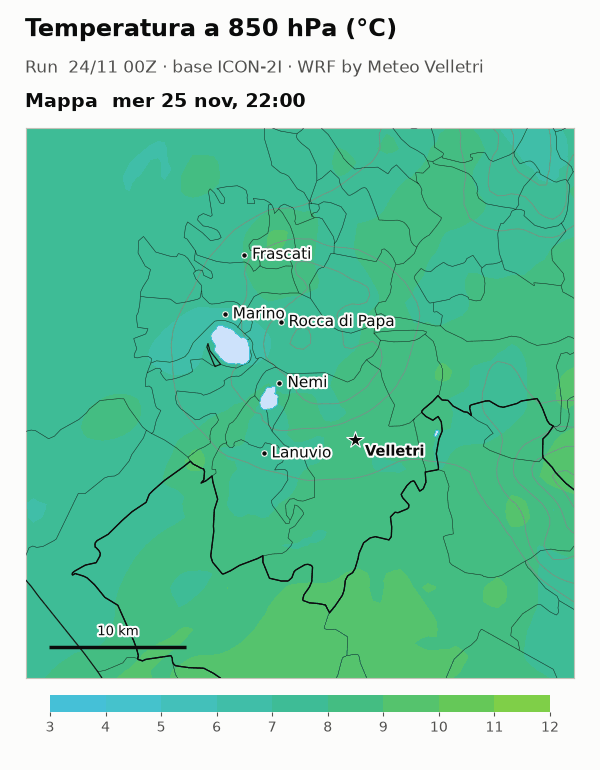 Temperatura a 850 hPa (°C)
Run  24/11 00Z · base ICON-2I · WRF by Meteo Velletri
Mappa  mer 25 nov, 22:00
Frascati
Marino
Rocca di Papa
Nemi
Velletri
Lanuvio
10 km
3 4 5 6 7 8 9 10 11 12